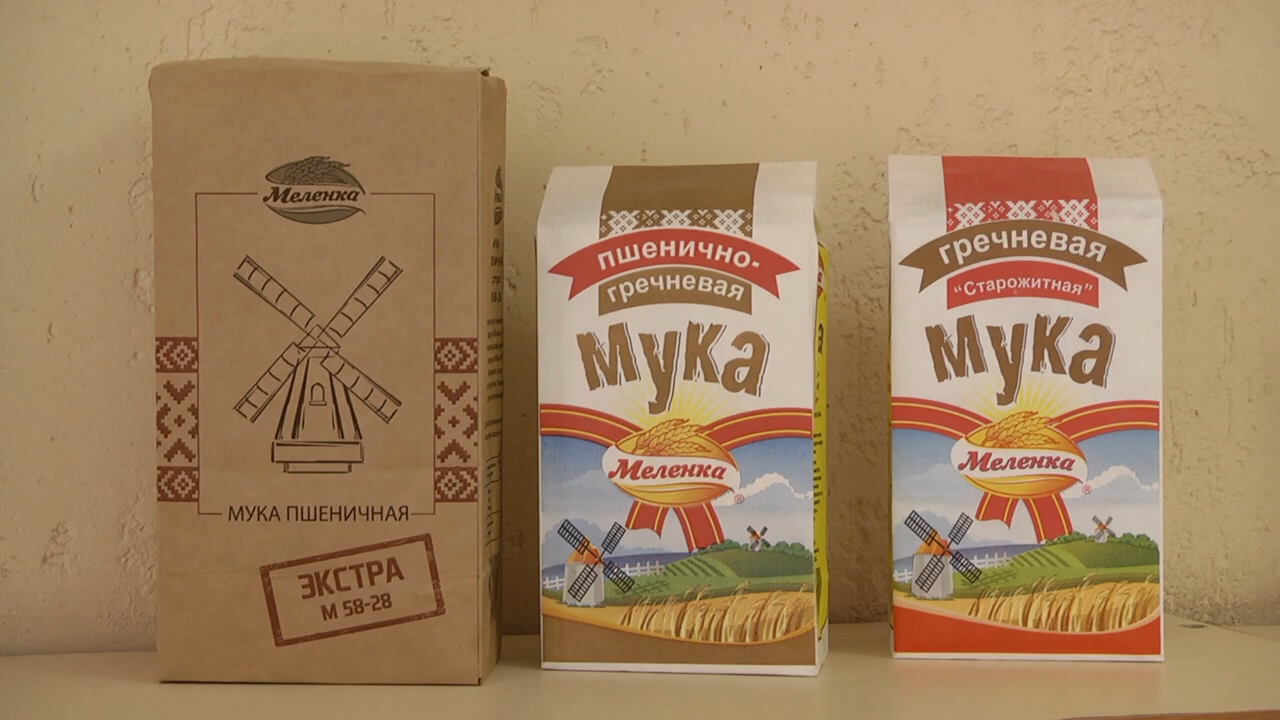 Меленка
МУКА ПШЕНИЧНАЯ
ЭКСТРА
М 58-28
пшенично-
гречневая
Мука
Меленка
®
гречневая
"Старожитная"
Мука
Меленка
®